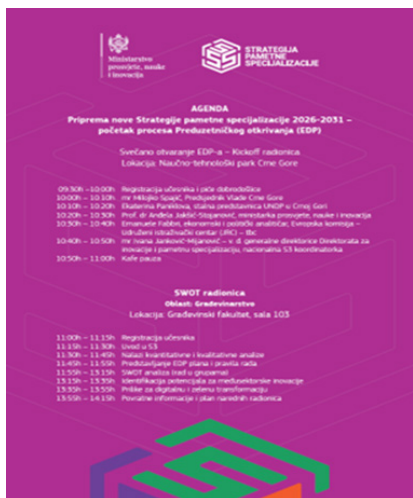 Ministarstvo
prosvjete, nauke
i inovacija
STRATEGIJA
PAMETNE
SPECIJALIZACIJE
AGENDA
Priprema nove Strategije pametne specijalizacije 2026-2031 –
početak procesa Preduzetničkog otkrivanja (EDP)
Svečano otvaranje EDP-a – Kickoff radionica
Lokacija: Naučno-tehnološki park Crne Gore
09:30h – 10:00h Registracija učesnika i piće dobrodošlice
10:00h – 10:10h mr Milojko Spajić, Predsjednik Vlade Crne Gore
10:10h – 10:20h Ekaterina Paniklova, stalna predstavnica UNDP u Crnoj Gori
10:20h – 10:30h Prof. dr Anđela Jakšić-Stojanović, ministarka prosvjete, nauke i inovacija
10:30h – 10:40h Emanuele Fabbri, ekonomski i politički analitičar, Evropska komisija –
Udruženi istraživački centar (JRC) – tbc
10:40h – 10:50h mr Ivana Janković-Mijanović – v. d. generalne direktorice Direktorata za
inovacije i pametnu specijalizaciju, nacionalna S3 koordinatorka
10:50h – 11:00h Kafe pauza
SWOT radionica
Oblast: Građevinarstvo
Lokacija: Građevinski fakultet, sala 103
11:00h – 11:15h Registracija učesnika
11:15h – 11:30h Uvod u S3
11:30h – 11:45h Nalazi kvantitativne i kvalitativne analize
11:45h – 11:55h Predstavljanje EDP plana i pravila rada
11:55h – 13:15h SWOT analiza (rad u grupama)
13:15h – 13:35h Identifikacija potencijala za međusektorske inovacije
13:35h – 13:55h Prilike za digitalnu i zelenu transformaciju
13:55h – 14:15h Povratne informacije i plan narednih radionica